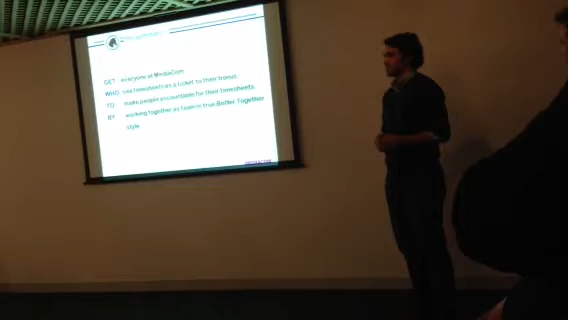 GET everyone at MediaCom
WHO see timesheets as a ticket to their bonus.
TO make people accountable for their timesheets
BY working together as team in true Better Together
style